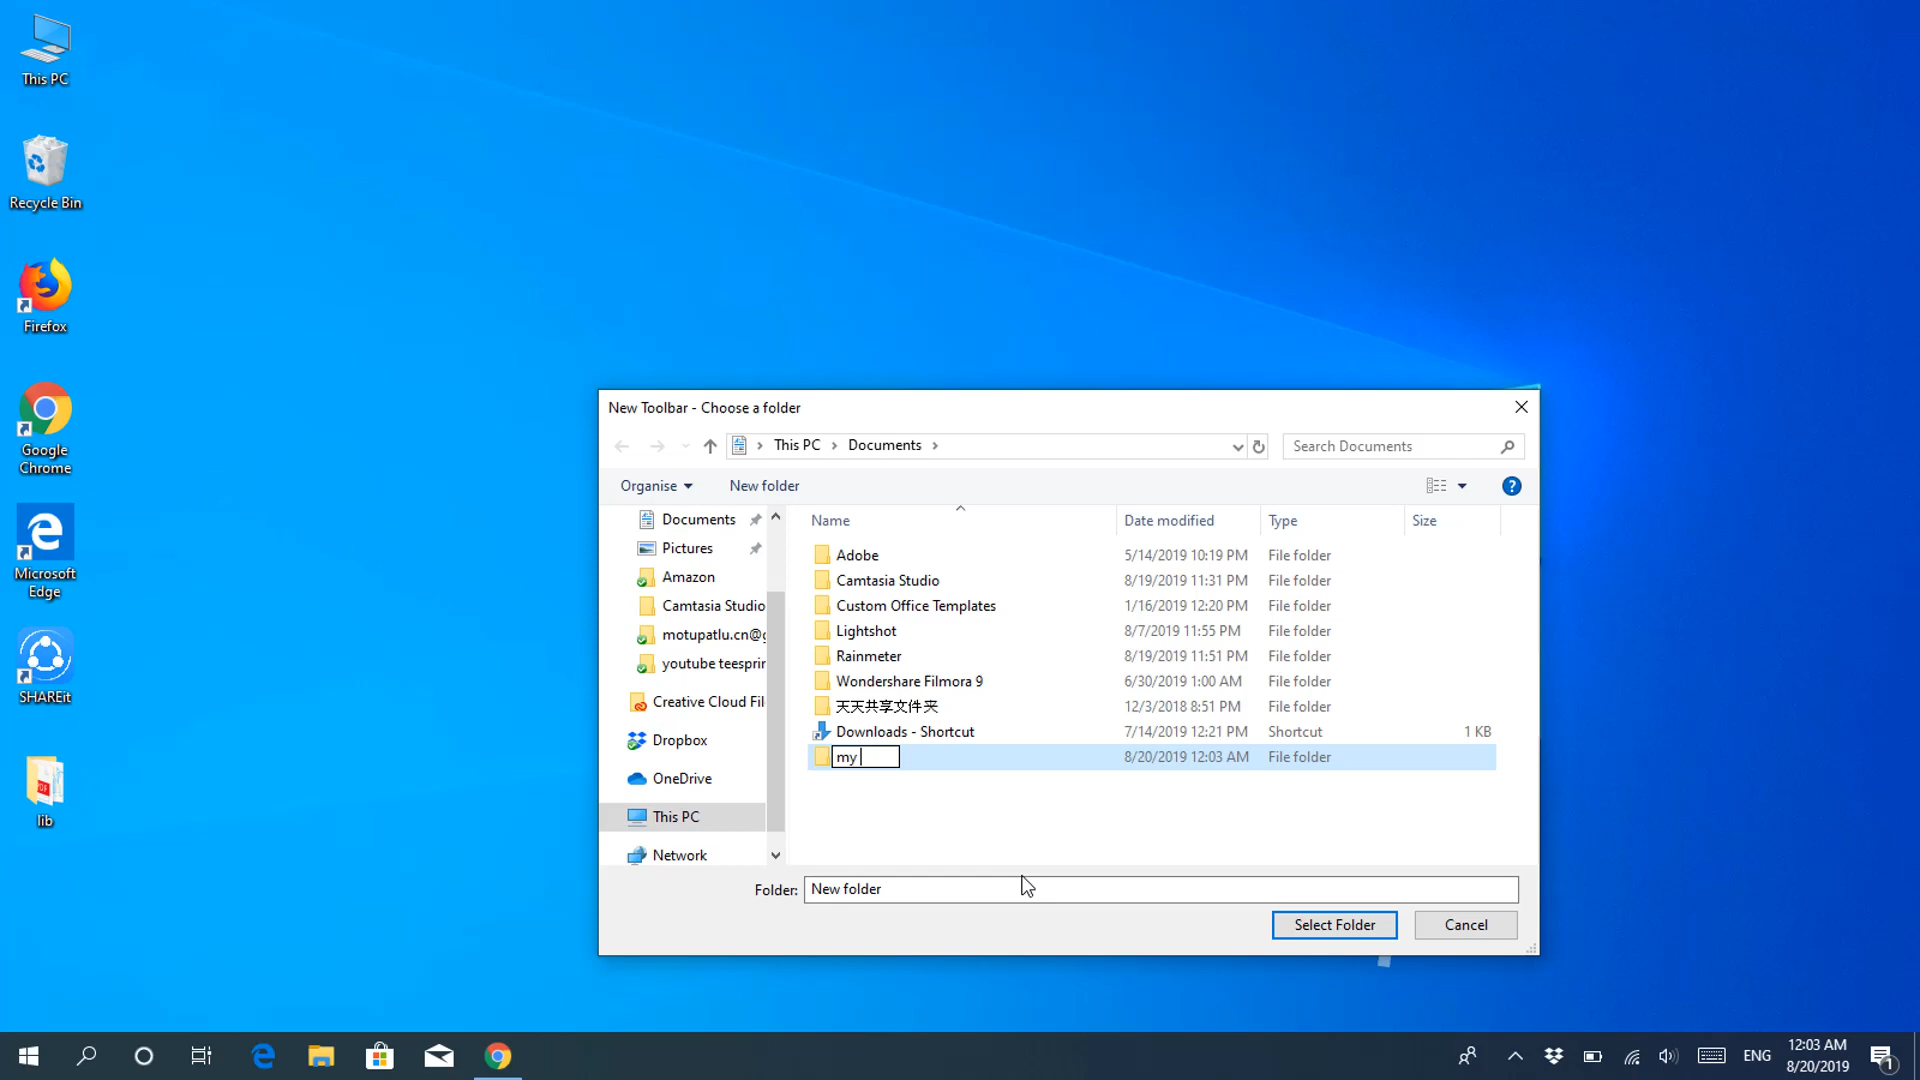 This PC
Recycle Bin
Firefox
Google
Chrome
Microsoft
Edge
SHAREit
lib
New Toolbar - Choose a folder
This PC > Documents >
Search Documents
Organise
New folder
Documents
Pictures
Amazon
Camtasia Studio
motupatlu.cn@g
youtube teesprin
Creative Cloud Fil
Dropbox
OneDrive
This PC
Network
Name Date modified Type Size
Adobe 5/14/2019 10:19 PM File folder
Camtasia Studio 8/19/2019 11:31 PM File folder
Custom Office Templates 1/16/2019 12:20 PM File folder
Lightshot 8/7/2019 11:55 PM File folder
Rainmeter 8/19/2019 11:51 PM File folder
Wondershare Filmora 9 6/30/2019 1:00 AM File folder
天天共享文件夹 12/3/2018 8:51 PM File folder
Downloads - Shortcut 7/14/2019 12:21 PM Shortcut 1 KB
my 8/20/2019 12:03 AM File folder
Folder: New folder
Select Folder
Cancel
ENG
12:03 AM
8/20/2019
1